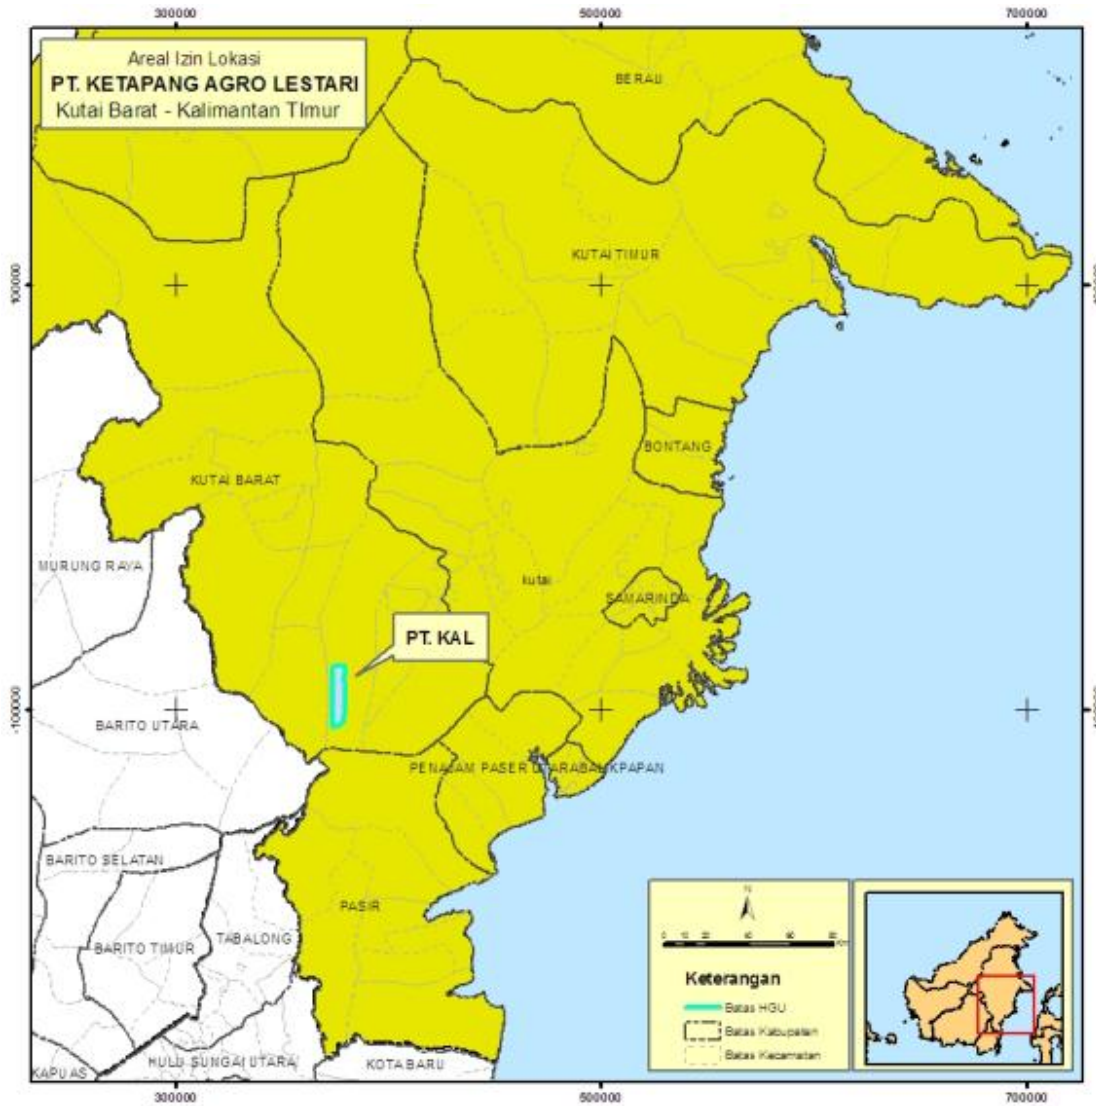 300000 500000 700000
Areal Izin Lokasi
PT. KETAPANG AGRO LESTARI
Kutai Barat - Kalimantan TImur
BERAU
KUTAI TIMUR
100000
BONTANG
KUTAI BARAT
MURUNG RAYA
kutai
SAMARINDA
PT. KAL
-100000
BARITO UTARA
PENAJAM PASER UTARA
BALIKPAPAN
BARITO SELATAN
PASIR
TABALONG
BARITO TIMUR
N
Keterangan
Batas HGU
Batas Kabupaten
Batas Kecamatan
HULU SUNGAI UTARA
KOTA BARU
KAPUAS
300000 500000 700000